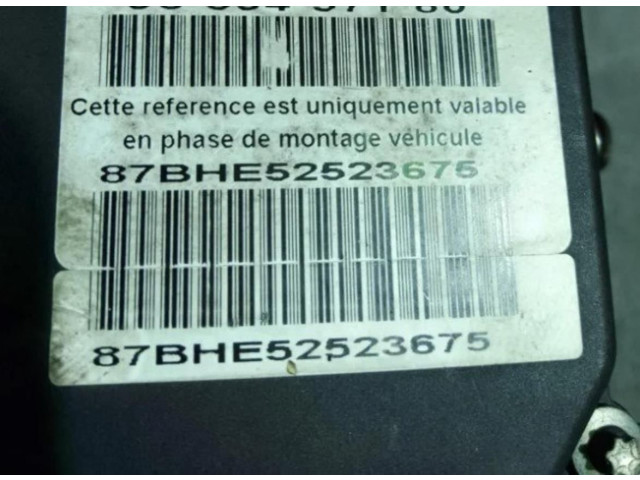 Cette reference est uniquement valable
en phase de montage véhicule
87BHE52523675
87BHE52523675